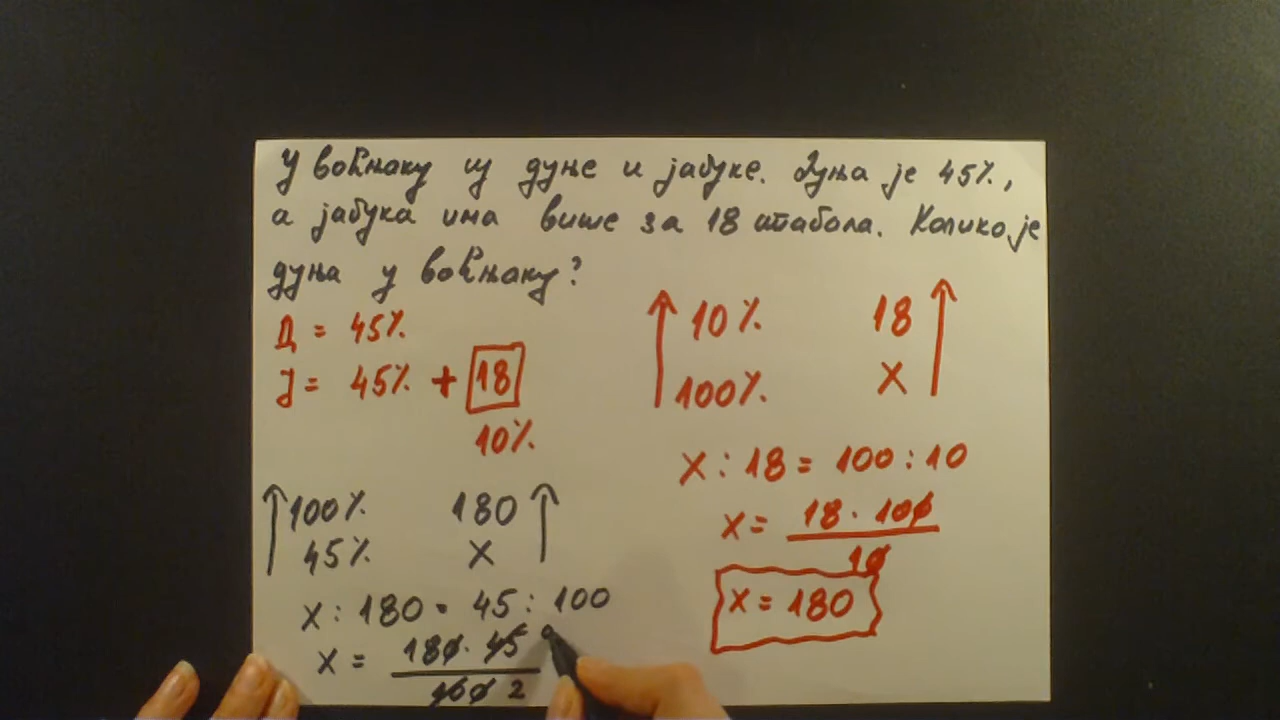 У воћњаку су дуње и јабуке. Дуња је 45%,
а јабука има више за 18 стабала. Колико је
дуња у воћњаку?
Д = 45%
Ј = 45% + 18
10%
10% 18
100% x
x : 18 = 100 : 10
x = 18 · 100
10
x = 180
100% 180
45% x
x : 180 = 45 : 100
x = 180 · 45
100 2